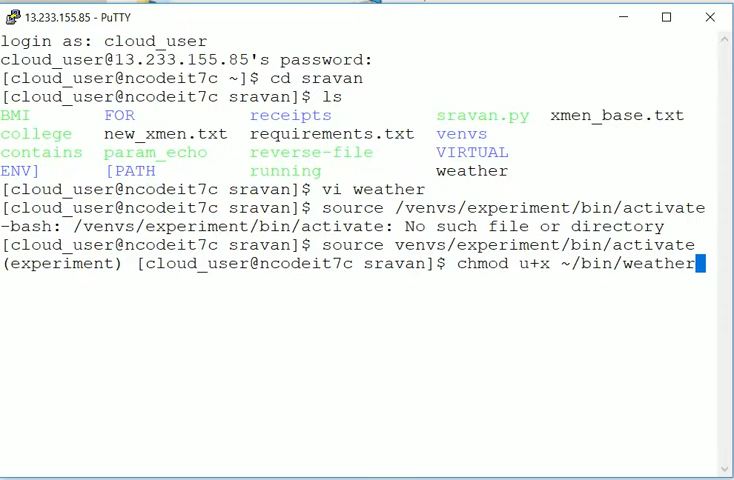 13.233.155.85 - PuTTY
login as: cloud_user
cloud_user@13.233.155.85's password:
[cloud_user@ncodeit7c ~]$ cd sravan
[cloud_user@ncodeit7c sravan]$ ls
BMI FOR receipts sravan.py xmen_base.txt
college new_xmen.txt requirements.txt venvs
contains param_echo reverse-file VIRTUAL
ENV] [PATH running weather
[cloud_user@ncodeit7c sravan]$ vi weather
[cloud_user@ncodeit7c sravan]$ source /venvs/experiment/bin/activate
-bash: /venvs/experiment/bin/activate: No such file or directory
[cloud_user@ncodeit7c sravan]$ source venvs/experiment/bin/activate
(experiment) [cloud_user@ncodeit7c sravan]$ chmod u+x ~/bin/weather